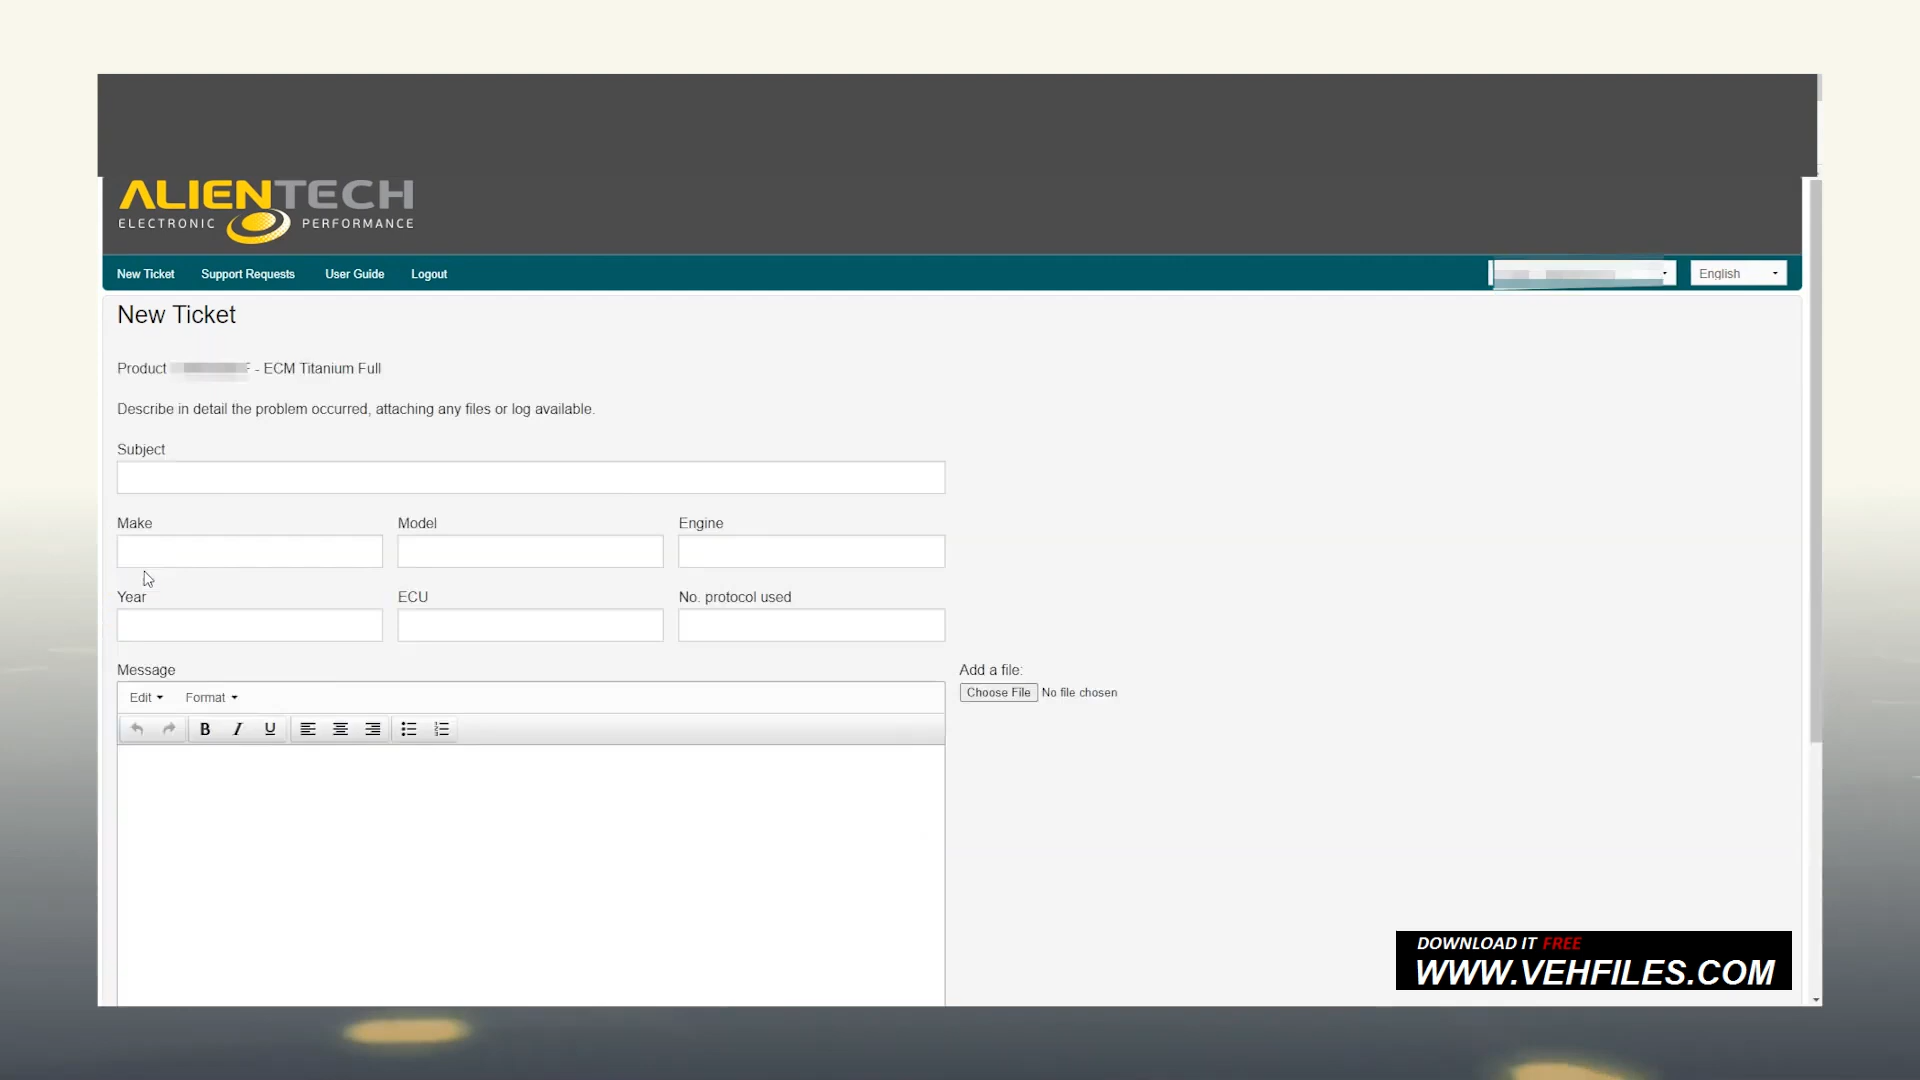 ALIENTECH
ELECTRONIC PERFORMANCE
New Ticket Support Requests User Guide Logout
English
New Ticket
Product - ECM Titanium Full
Describe in detail the problem occurred, attaching any files or log available.
Subject
Make Model Engine
Year ECU No. protocol used
Message
Add a file:
Edit Format
Choose File No file chosen
B I U
DOWNLOAD IT FREE
WWW.VEHFILES.COM